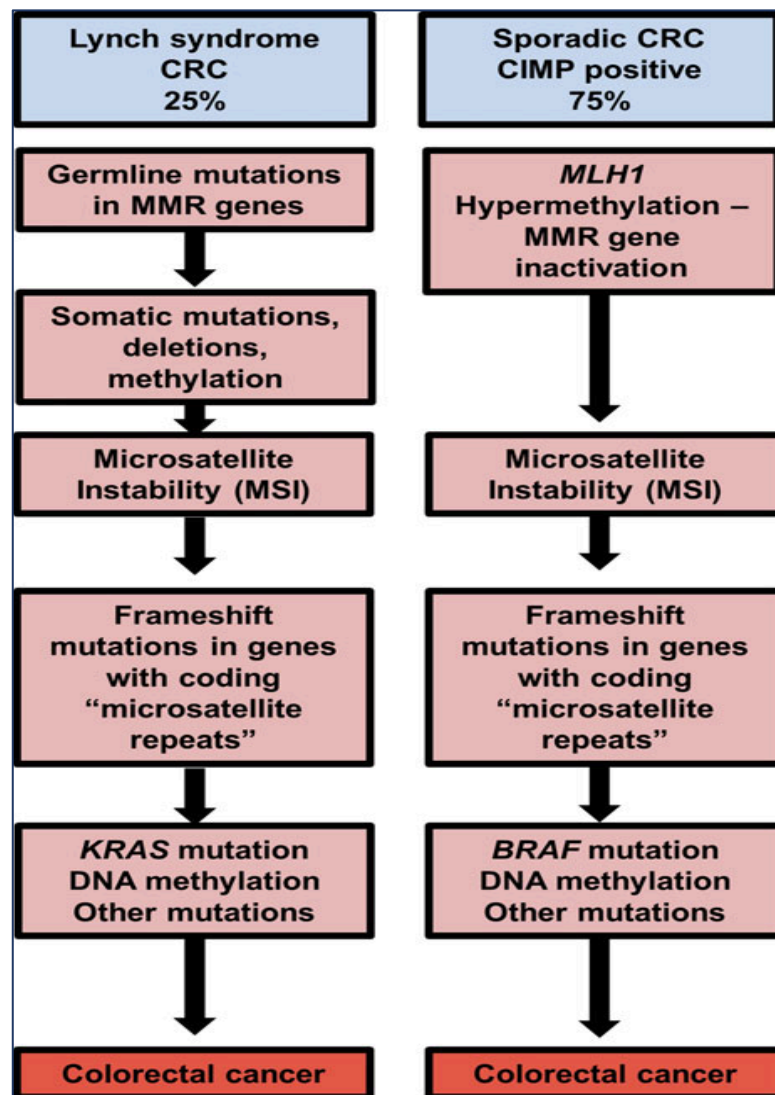 Lynch syndrome
CRC
25%
Germline mutations
in MMR genes
Somatic mutations,
deletions,
methylation
Microsatellite
Instability (MSI)
Frameshift
mutations in genes
with coding
“microsatellite
repeats”
KRAS mutation
DNA methylation
Other mutations
Colorectal cancer
Sporadic CRC
CIMP positive
75%
MLH1
Hypermethylation –
MMR gene
inactivation
Microsatellite
Instability (MSI)
Frameshift
mutations in genes
with coding
“microsatellite
repeats”
BRAF mutation
DNA methylation
Other mutations
Colorectal cancer